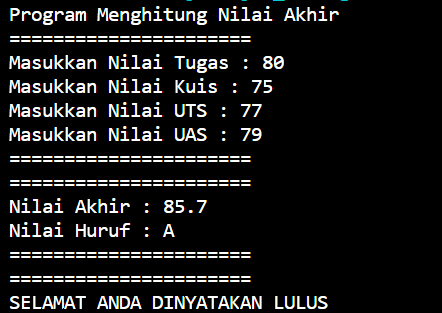 Program Menghitung Nilai Akhir
======================
Masukkan Nilai Tugas : 80
Masukkan Nilai Kuis : 75
Masukkan Nilai UTS : 77
Masukkan Nilai UAS : 79
======================
======================
Nilai Akhir : 85.7
Nilai Huruf : A
======================
======================
SELAMAT ANDA DINYATAKAN LULUS